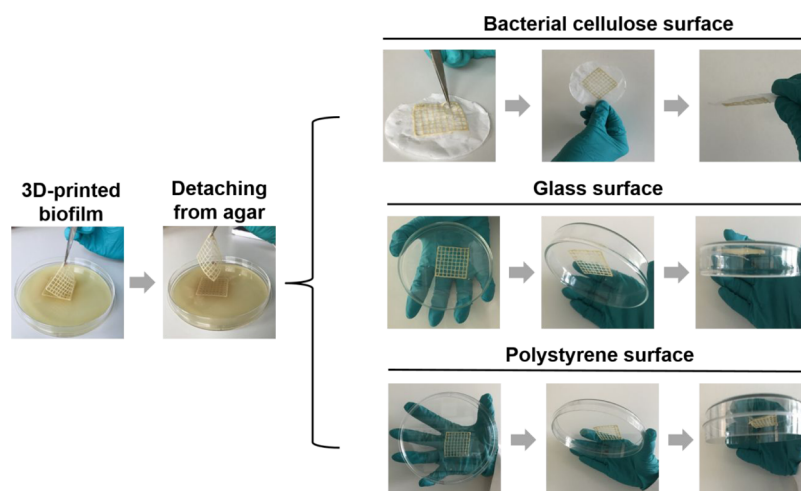 Bacterial cellulose surface
3D-printed
biofilm
Detaching
from agar
Glass surface
Polystyrene surface